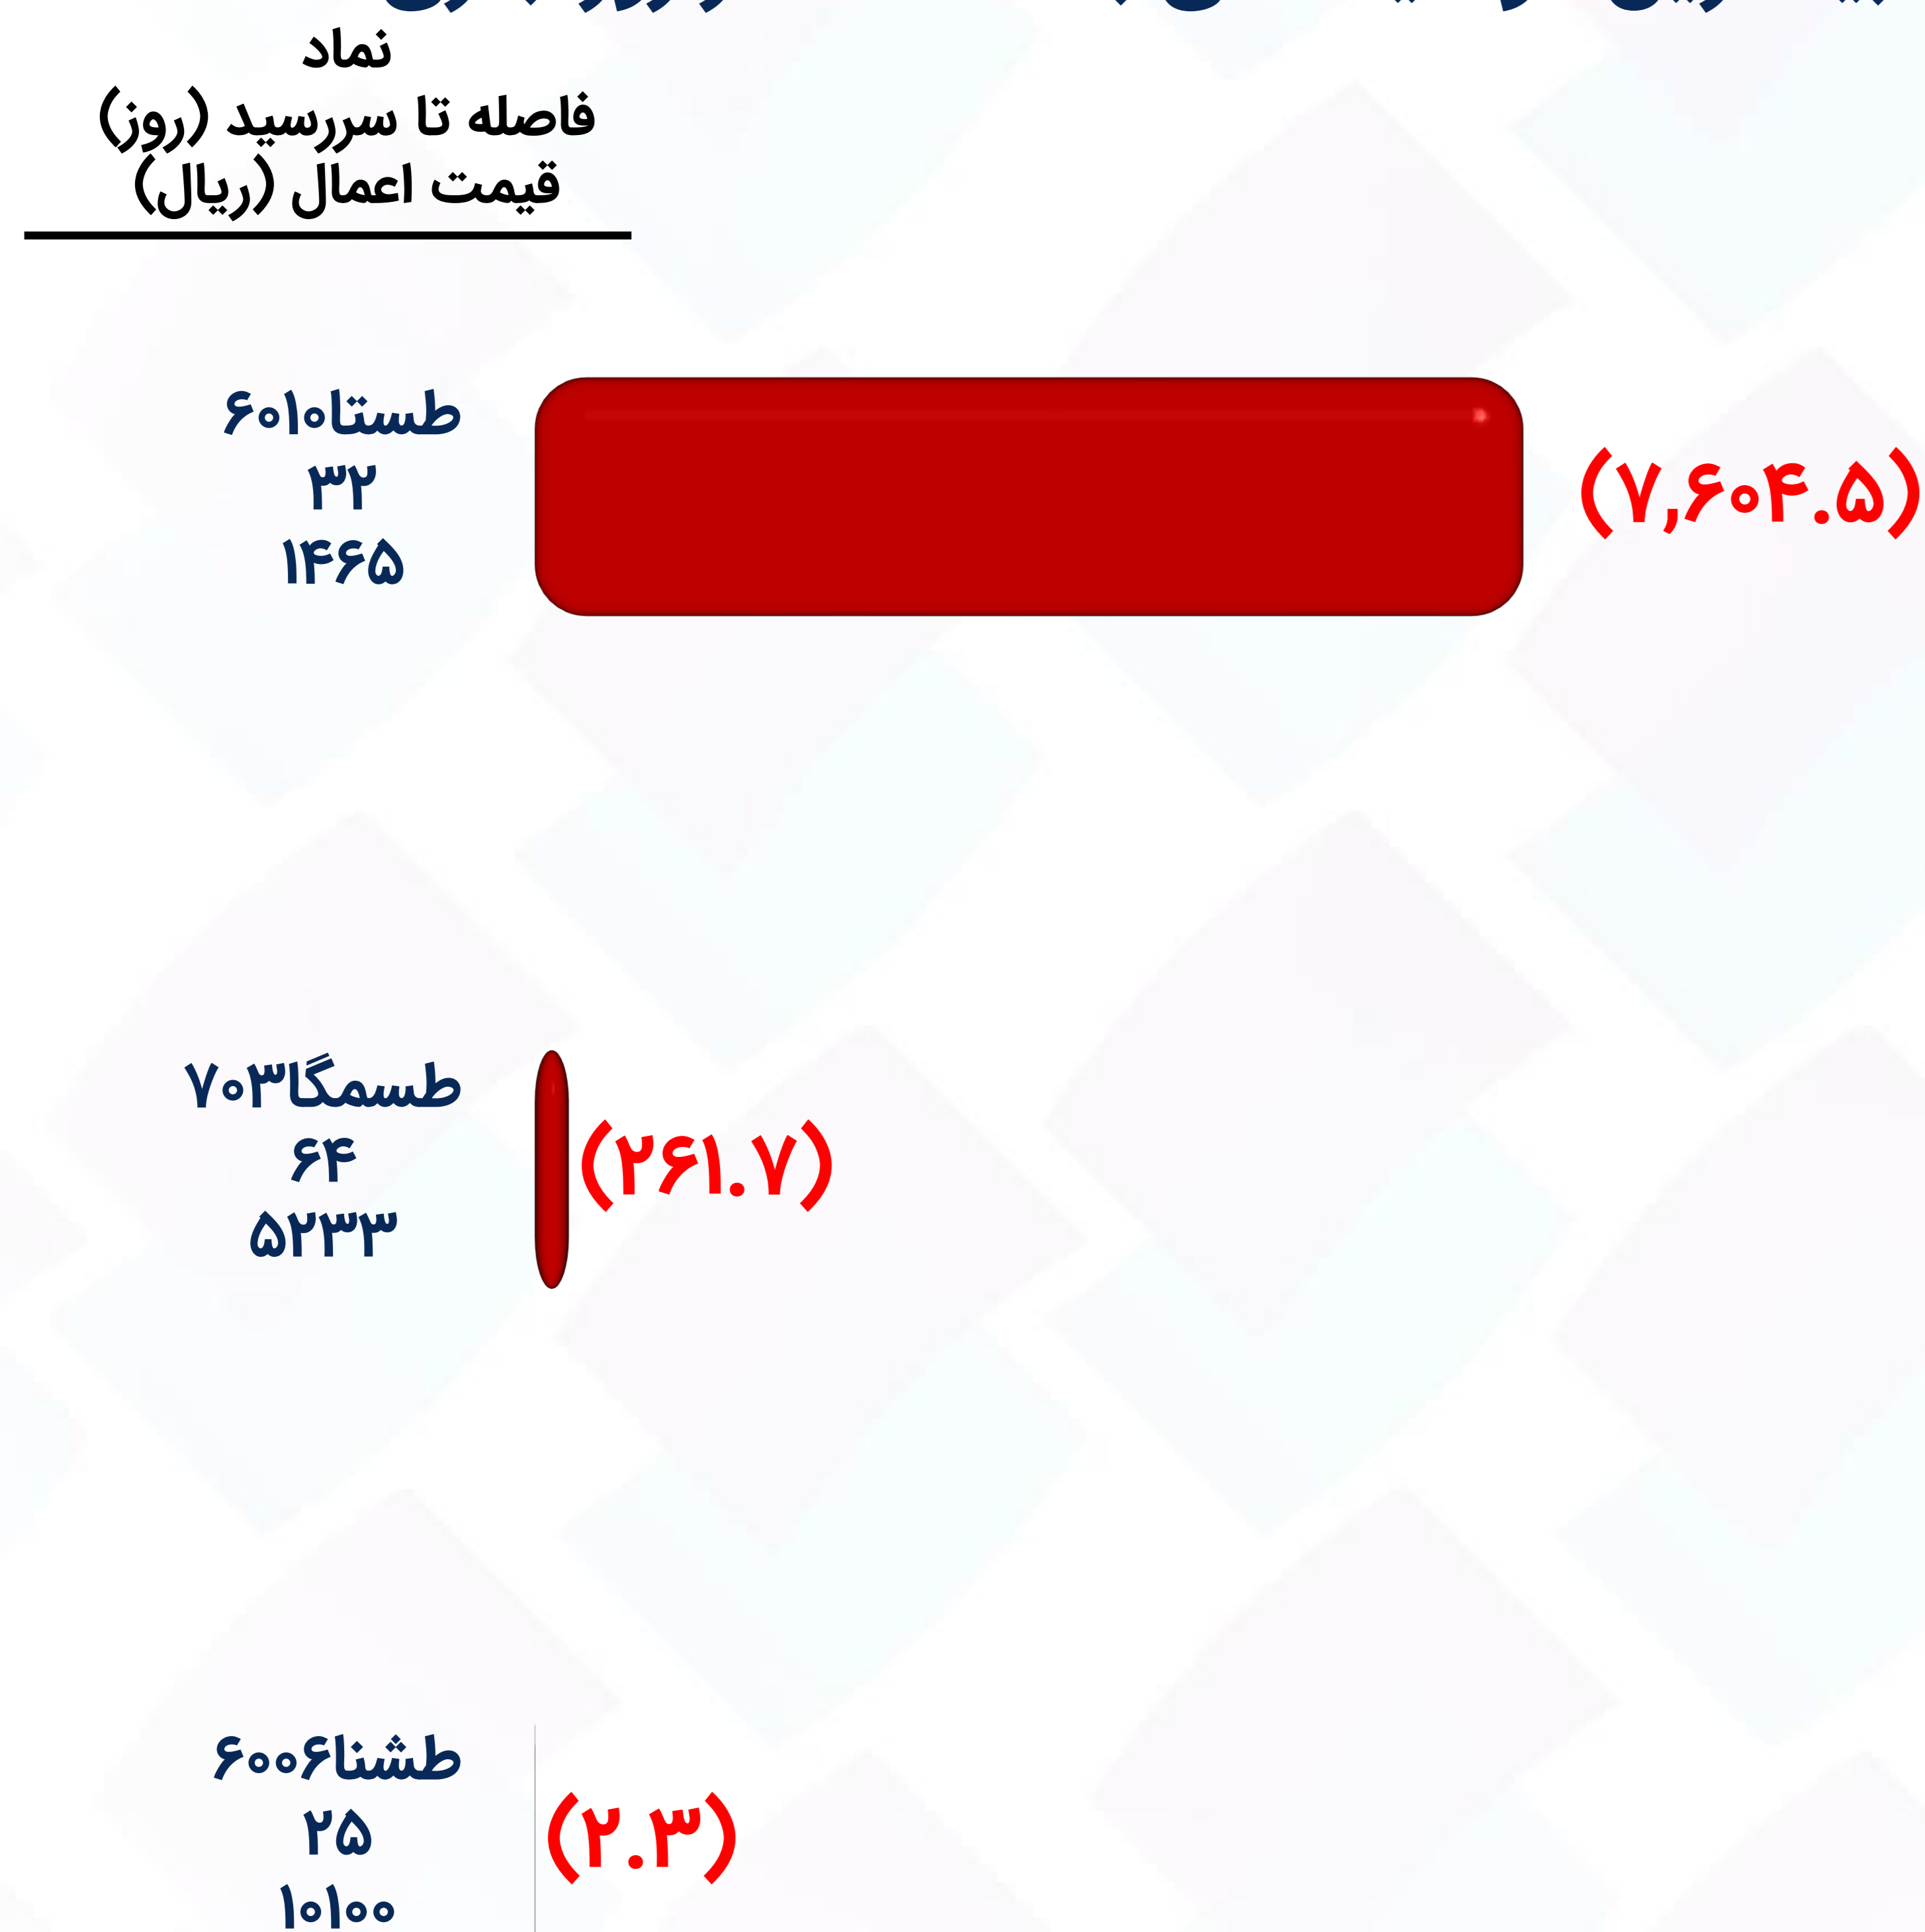 نماد
فاصله تا سررسید (روز)
قیمت اعمال (ریال)
طستا۶۰۱۰
۳۲
۱۴۶۵
(۷,۶۰۴.۵)
طسمگا۷۰۳
۶۴
۵۲۳۳
(۲۶۱.۷)
طشنا۶۰۰۶
۲۵
۱۰۱۰۰
(۲.۳)